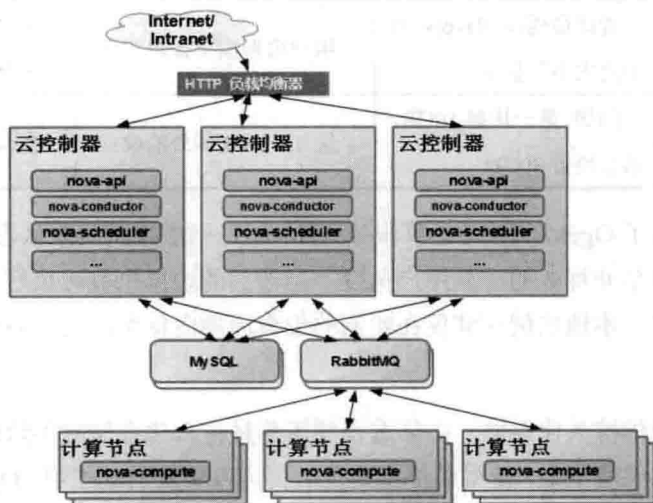 Internet/
Intranet
HTTP 负载均衡器
云控制器
nova-api
nova-conductor
nova-scheduler
...
云控制器
nova-api
nova-conductor
nova-scheduler
...
云控制器
nova-api
nova-conductor
nova-scheduler
...
MySQL
RabbitMQ
计算节点
nova-compute
计算节点
nova-compute
计算节点
nova-compute